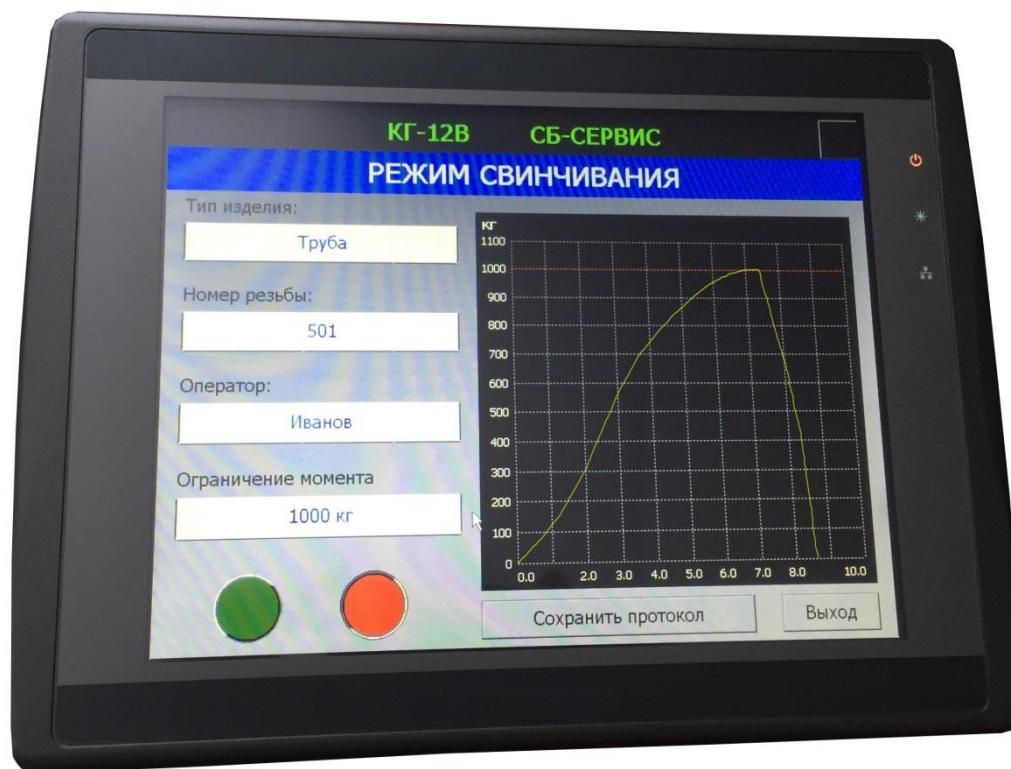 КГ-12В СБ-СЕРВИС
РЕЖИМ СВИНЧИВАНИЯ
Тип изделия:
Труба
Номер резьбы:
501
Оператор:
Иванов
Ограничение момента
1000 кг
КГ
1100
1000
900
800
700
600
500
400
300
200
100
0
0.0 2.0 3.0 4.0 5.0 6.0 7.0 8.0 10.0
Сохранить протокол
Выход